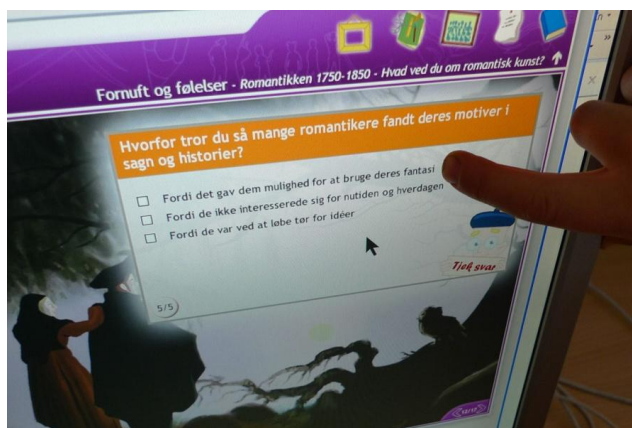 Fornuft og følelser - Romantikken 1750-1850 - Hvad ved du om romantisk kunst?
Hvorfor tror du så mange romantikere fandt deres motiver i
sagn og historier?
Fordi det gav dem mulighed for at bruge deres fantasi
Fordi de ikke interesserede sig for nutiden og hverdagen
Fordi de var ved at løbe tør for idéer
Tjek svar
5/5